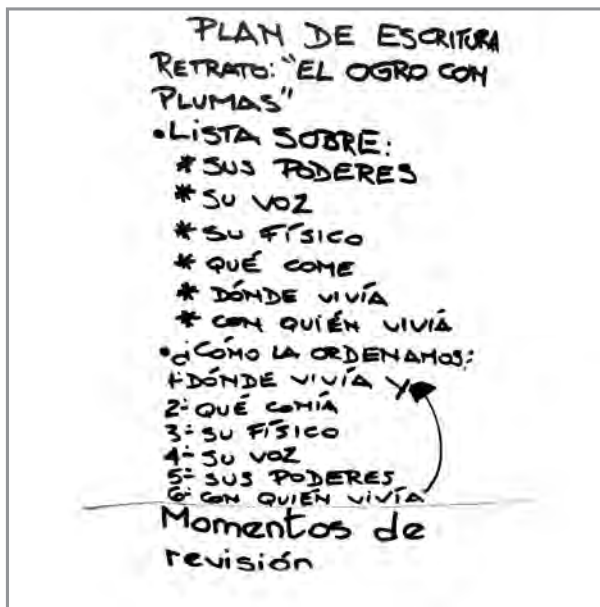 PLAN DE ESCRITURA
RETRATO: "EL OGRO CON
PLUMAS"
• LISTA SOBRE:
* SUS PODERES
* SU VOZ
* SU FÍSICO
* QUÉ COME
* DÓNDE VIVÍA
* CON QUIÉN VIVÍA
• ¿CÓMO LA ORDENAMOS:
1- DÓNDE VIVÍA Y
2- QUÉ COMÍA
3- SU FÍSICO
4- SU VOZ
5- SUS PODERES
6- CON QUIÉN VIVÍA
Momentos de
revisión